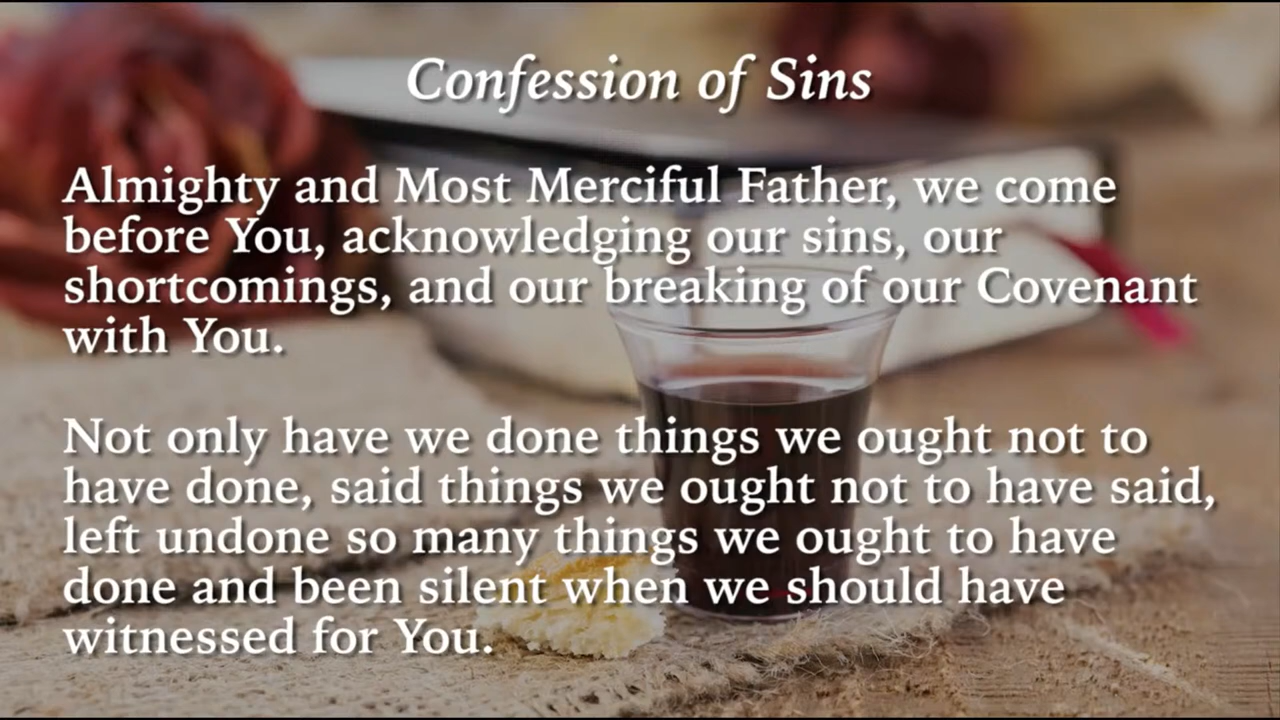 Confession of Sins
Almighty and Most Merciful Father, we come
before You, acknowledging our sins, our
shortcomings, and our breaking of our Covenant
with You.
Not only have we done things we ought not to
have done, said things we ought not to have said,
left undone so many things we ought to have
done and been silent when we should have
witnessed for You.